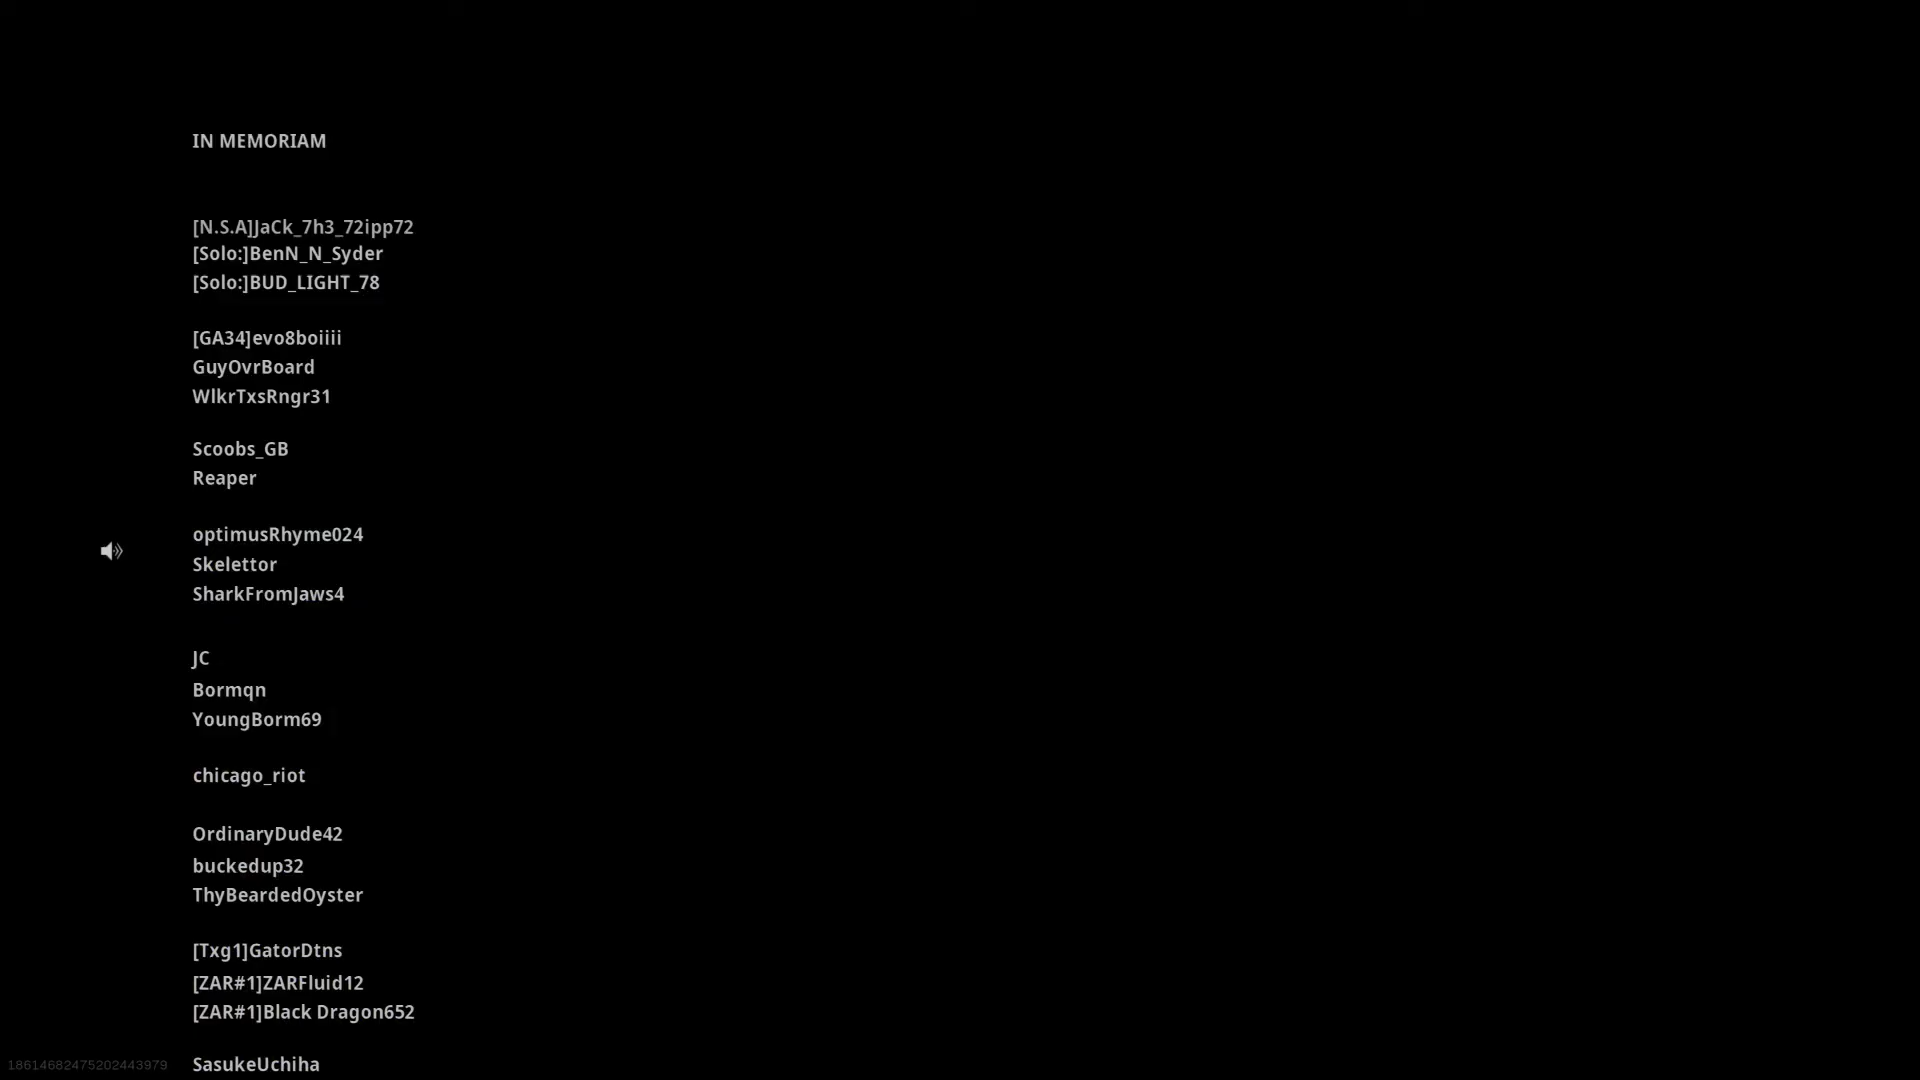 IN MEMORIAM
[N.S.A]JaCk_7h3_72ipp72
[Solo:]BenN_N_Syder
[Solo:]BUD_LIGHT_78
[GA34]evo8boiiii
GuyOvrBoard
WlkrTxsRngr31
Scoobs_GB
Reaper
optimusRhyme024
Skelettor
SharkFromJaws4
JC
Bormqn
YoungBorm69
chicago_riot
OrdinaryDude42
buckedup32
ThyBeardedOyster
[Txg1]GatorDtns
[ZAR#1]ZARFluid12
[ZAR#1]Black Dragon652
SasukeUchiha
18614682475202443979